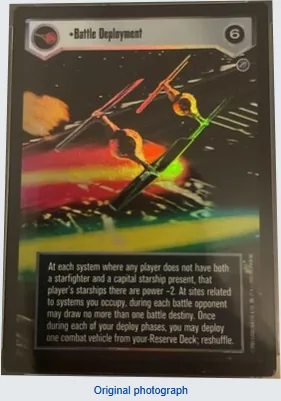 •Battle Deployment
6
At each system where any player does not have both
a starfighter and a capital starship present, that
player's starships there are power –2. At sites related
to systems you occupy, during each battle opponent
may draw no more than one battle destiny. Once
during each of your deploy phases, you may deploy
one combat vehicle from your Reserve Deck; reshuffle.
Original photograph